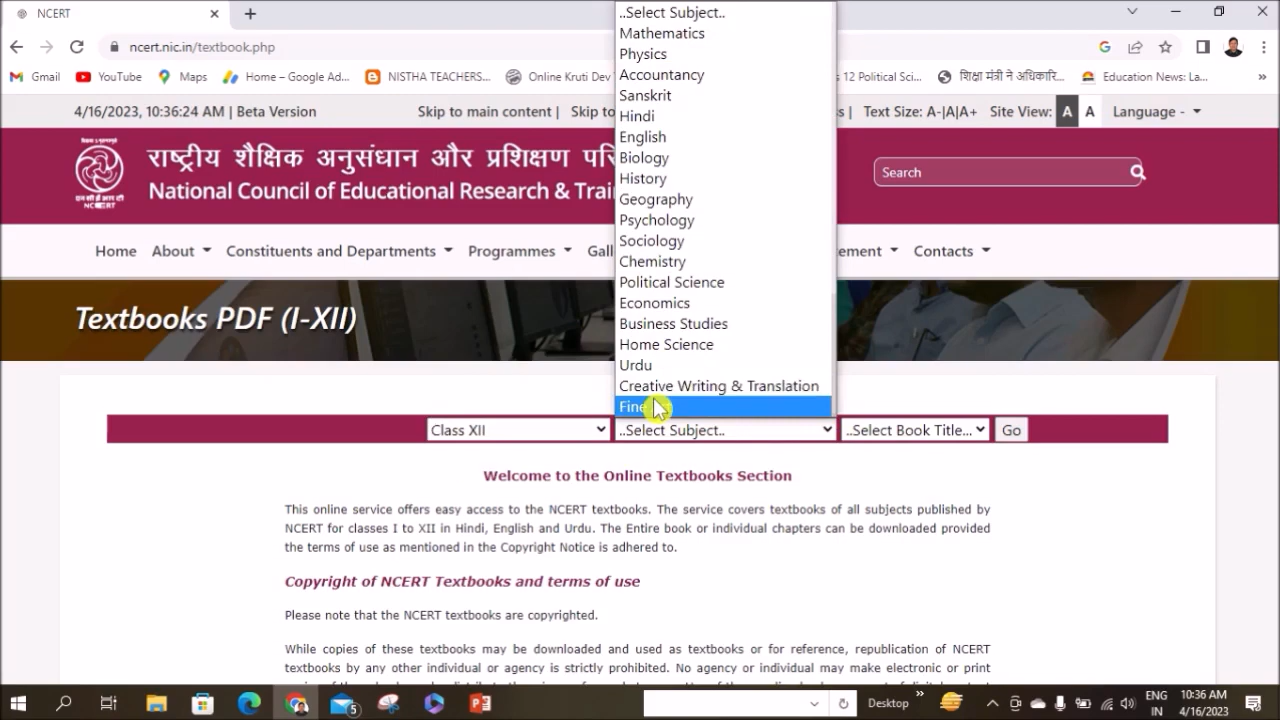 NCERT
ncert.nic.in/textbook.php
Gmail
YouTube
Maps
Home – Google Ad...
NISTHA TEACHERS...
Online Kruti Dev
12 Political Sci...
शिक्षा मंत्री ने अधिकारि...
Education News: La...
»
4/16/2023, 10:36:24 AM | Beta Version
Skip to main content |
Skip to
Text Size: A-|A|A+
Site View:
A
A
Language -
राष्ट्रीय शैक्षिक अनुसंधान और प्रशिक्षण
National Council of Educational Research &
Search
Home
About
Constituents and Departments
Programmes
Contacts
Textbooks PDF (I-XII)
..Select Subject..
Mathematics
Physics
Accountancy
Sanskrit
Hindi
English
Biology
History
Geography
Psychology
Sociology
Chemistry
Political Science
Economics
Business Studies
Home Science
Urdu
Creative Writing & Translation
Fine
Class XII
..Select Subject..
..Select Book Title...
Go
Welcome to the Online Textbooks Section
This online service offers easy access to the NCERT textbooks. The service covers textbooks of all subjects published by
NCERT for classes I to XII in Hindi, English and Urdu. The Entire book or individual chapters can be downloaded provided
the terms of use as mentioned in the Copyright Notice is adhered to.
Copyright of NCERT Textbooks and terms of use
Please note that the NCERT textbooks are copyrighted.
While copies of these textbooks may be downloaded and used as textbooks or for reference, republication of NCERT
textbooks by any other individual or agency is strictly prohibited. No agency or individual may make electronic or print
5
Desktop
»
ENG
IN
10:36 AM
4/16/2023